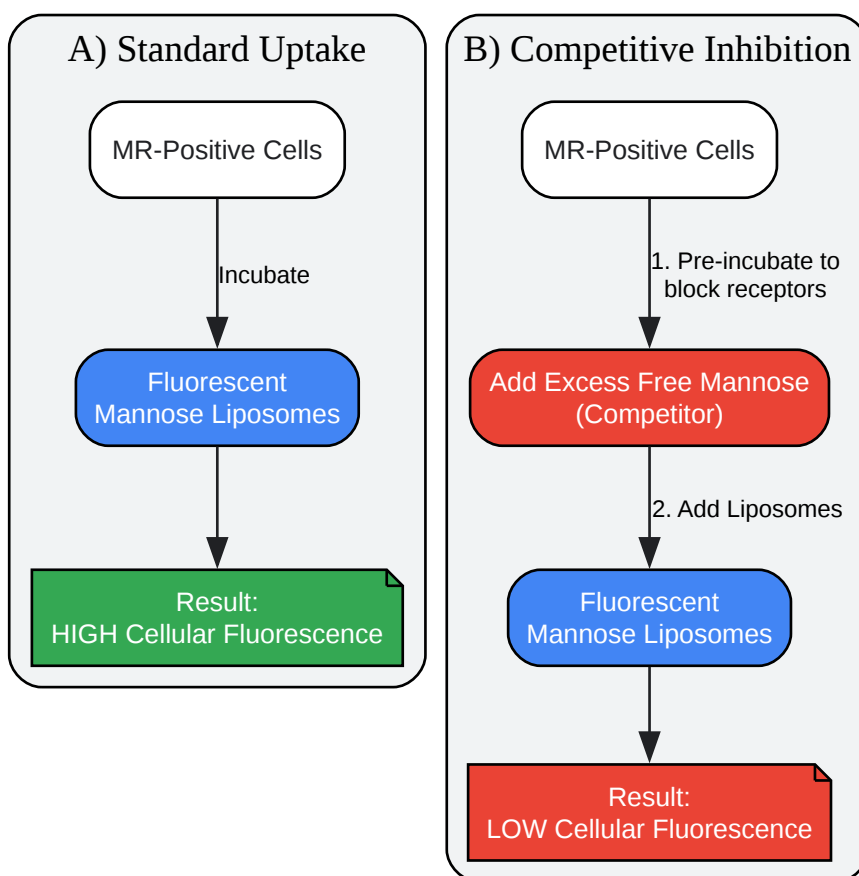 A) Standard Uptake
MR-Positive Cells
Incubate
Fluorescent
Mannose Liposomes
Result:
HIGH Cellular Fluorescence
B) Competitive Inhibition
MR-Positive Cells
1. Pre-incubate to
block receptors
Add Excess Free Mannose
(Competitor)
2. Add Liposomes
Fluorescent
Mannose Liposomes
Result:
LOW Cellular Fluorescence